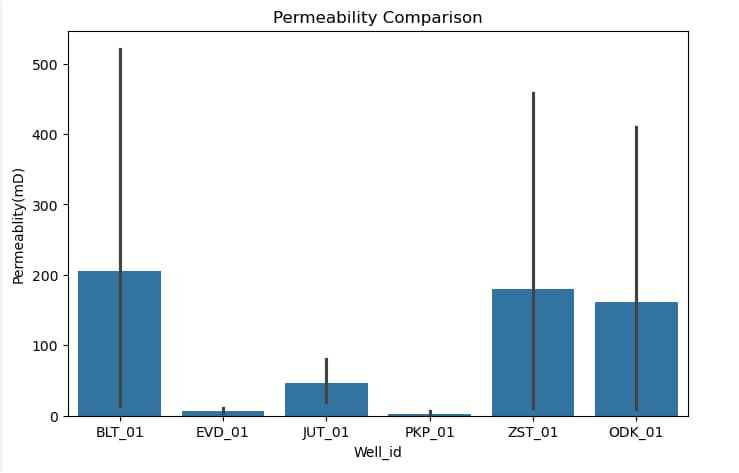 Permeability Comparison
500
400
300
200
100
0
Permeablity(mD)
BLT_01 EVD_01 JUT_01 PKP_01 ZST_01 ODK_01
Well_id